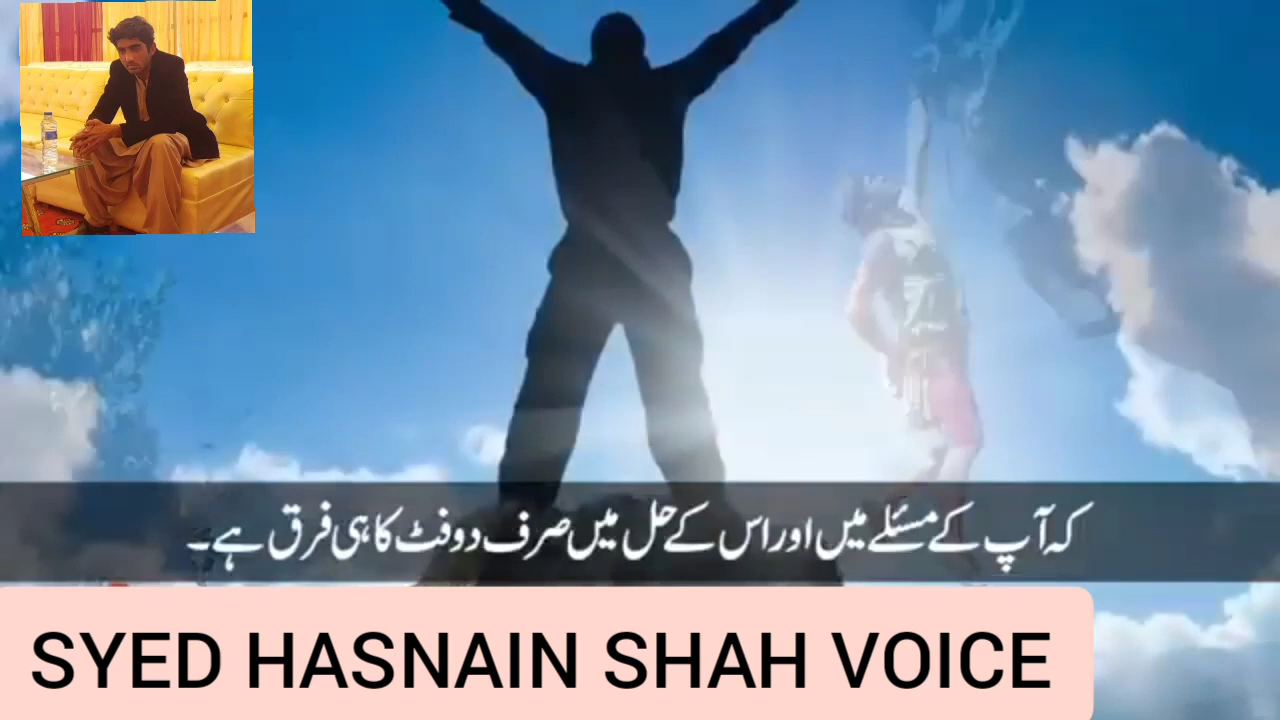 کہ آپ کے مسئلے میں اور اس کے حل میں صرف دو فٹ کا ہی فرق ہے۔
SYED HASNAIN SHAH VOICE